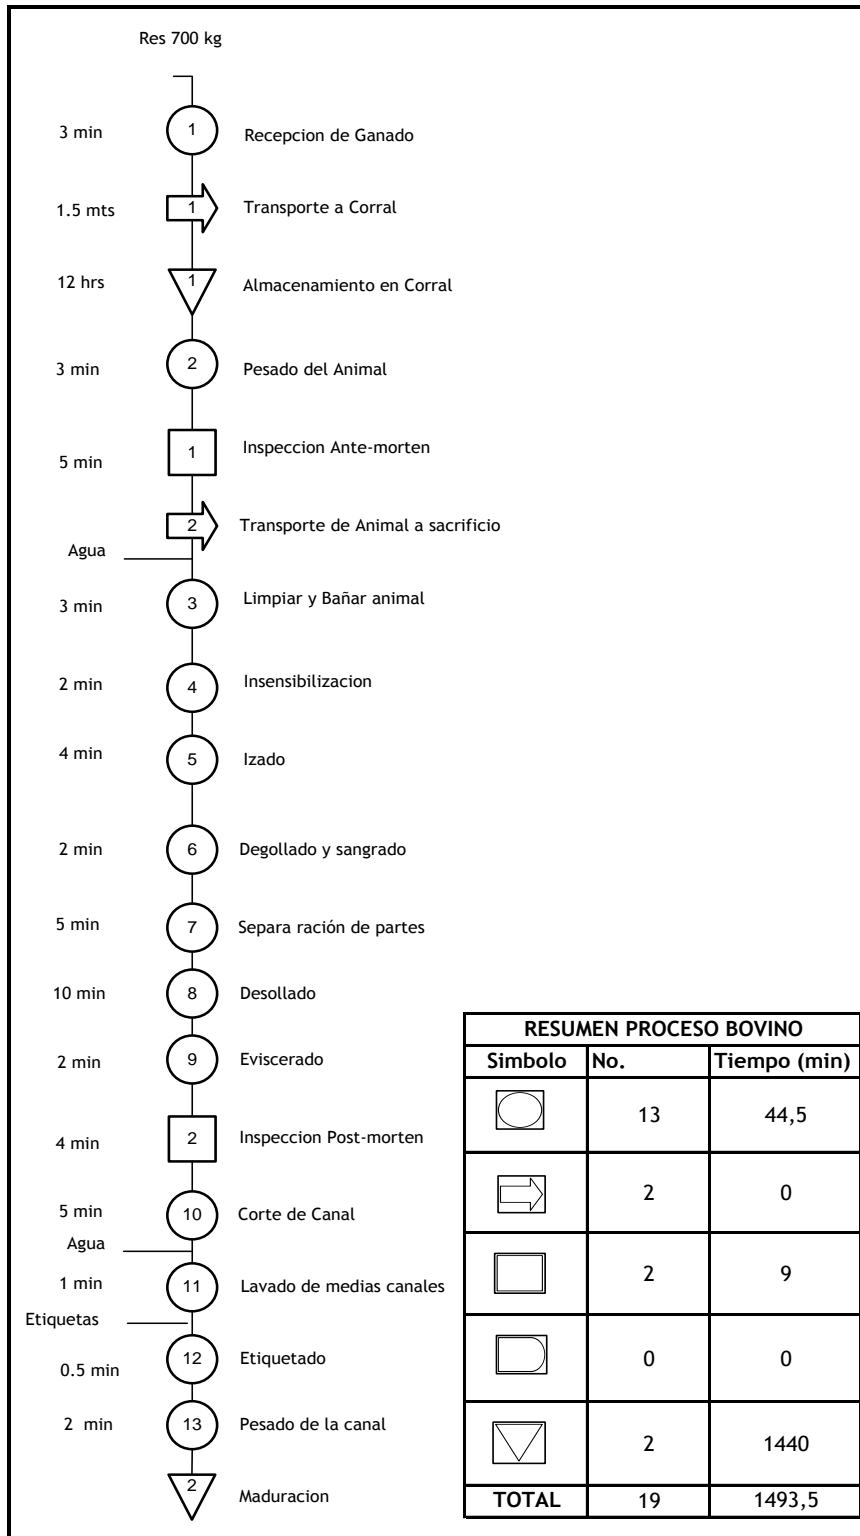 Res 700 kg
3 min 1 Recepcion de Ganado
1.5 mts 1 Transporte a Corral
12 hrs 1 Almacenamiento en Corral
3 min 2 Pesado del Animal
5 min 1 Inspeccion Ante-morten
2 Transporte de Animal a sacrificio
Agua
3 min 3 Limpiar y Bañar animal
2 min 4 Insensibilizacion
4 min 5 Izado
2 min 6 Degollado y sangrado
5 min 7 Separa ración de partes
10 min 8 Desollado
2 min 9 Eviscerado
4 min 2 Inspeccion Post-morten
5 min 10 Corte de Canal
Agua
1 min 11 Lavado de medias canales
Etiquetas
0.5 min 12 Etiquetado
2 min 13 Pesado de la canal
2 Maduracion
RESUMEN PROCESO BOVINO
Simbolo No. Tiempo (min)
13 44,5
2 0
2 9
0 0
2 1440
TOTAL 19 1493,5